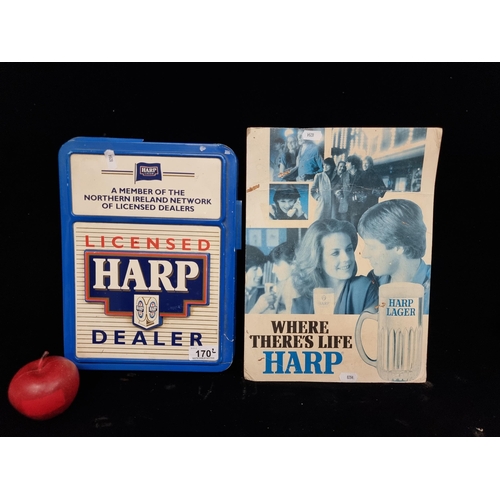 HARP
A MEMBER OF THE
NORTHERN IRELAND NETWORK
OF LICENSED DEALERS
LICENSED
HARP
DEALER
170L
WHERE
THERE'S LIFE
HARP
HARP
LAGER